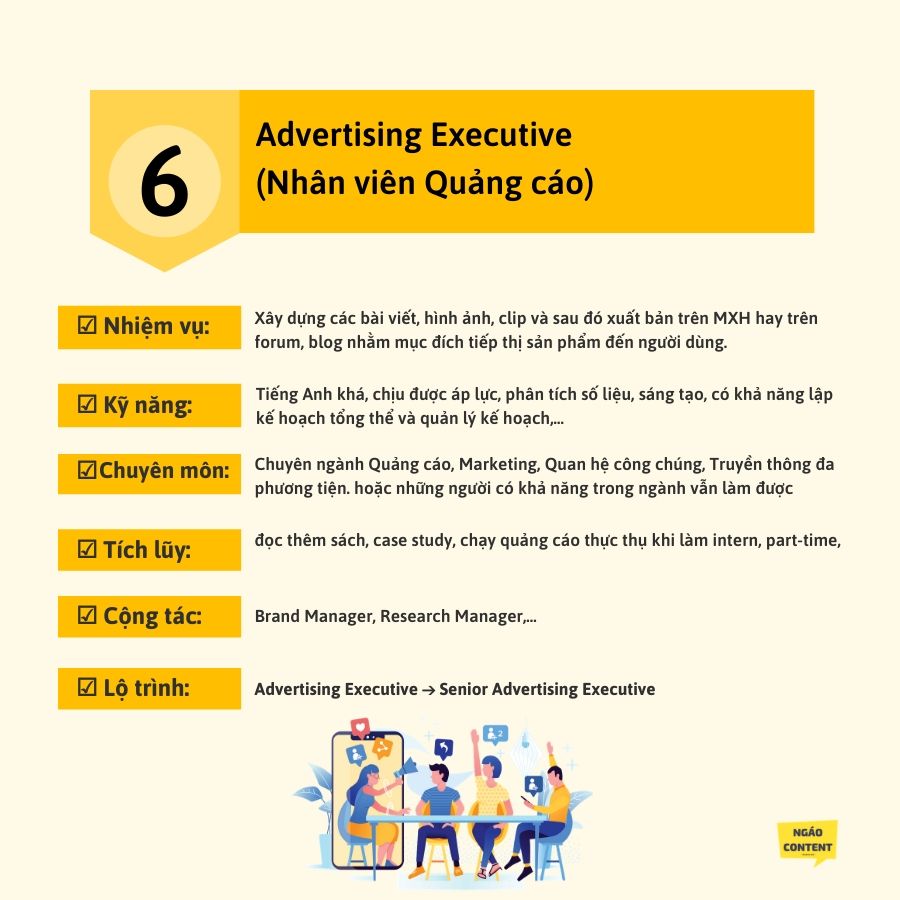 6
Advertising Executive
(Nhân viên Quảng cáo)
☑ Nhiệm vụ:
Xây dựng các bài viết, hình ảnh, clip và sau đó xuất bản trên MXH hay trên
forum, blog nhằm mục đích tiếp thị sản phẩm đến người dùng.
☑ Kỹ năng:
Tiếng Anh khá, chịu được áp lực, phân tích số liệu, sáng tạo, có khả năng lập
kế hoạch tổng thể và quản lý kế hoạch,...
☑Chuyên môn:
Chuyên ngành Quảng cáo, Marketing, Quan hệ công chúng, Truyền thông đa
phương tiện. hoặc những người có khả năng trong ngành vẫn làm được
☑ Tích lũy:
đọc thêm sách, case study, chạy quảng cáo thực thụ khi làm intern, part-time,
☑ Cộng tác:
Brand Manager, Research Manager,...
☑ Lộ trình:
Advertising Executive → Senior Advertising Executive
2
NGÁO
CONTENT